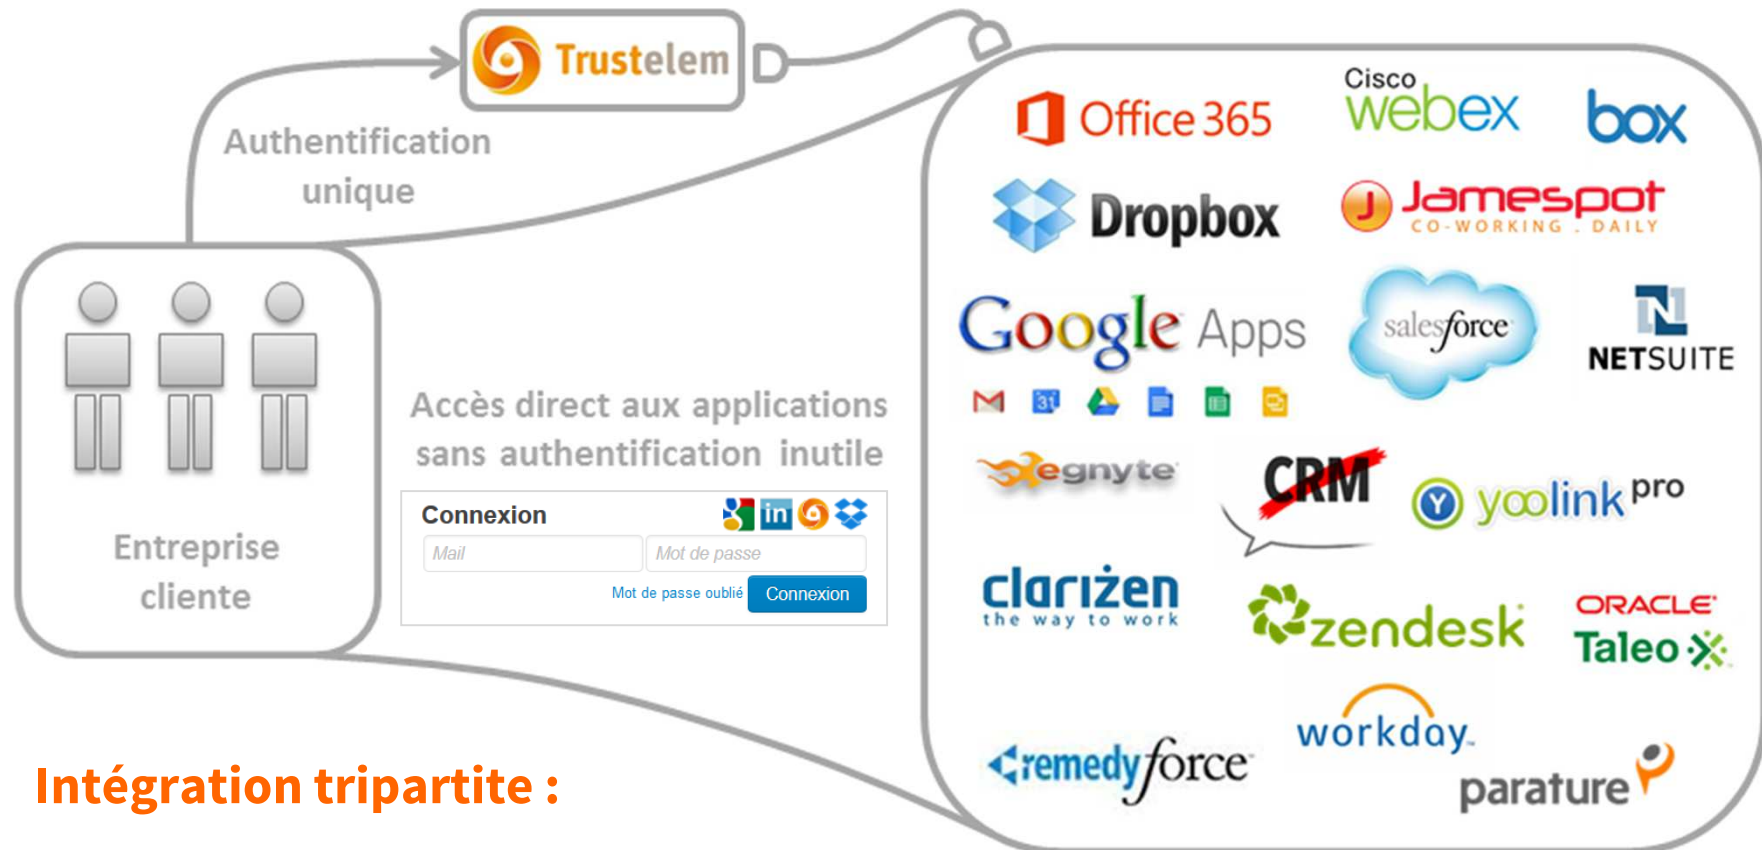 Trustelem
Authentification
unique
Entreprise
cliente
Accès direct aux applications
sans authentification inutile
Connexion
in
Mail
Mot de passe
Mot de passe oublié
Connexion
Intégration tripartite :
Office 365
Cisco
webex
box
Dropbox
J Jamespot
CO-WORKING . DAILY
Google Apps
31
salesforce
N
NETSUITE
egnyte
CRM
Y yoolink pro
clarizen
the way to work
zendesk
ORACLE
Taleo
remedyforce
workday
parature